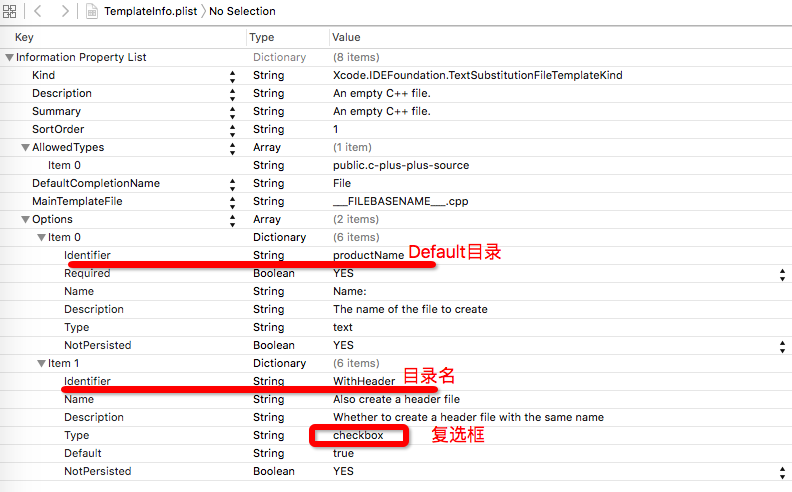 TemplateInfo.plist No Selection
Key Type Value
Information Property List Dictionary (8 items)
Kind String Xcode.IDEFoundation.TextSubstitutionFileTemplateKind
Description String An empty C++ file.
Summary String An empty C++ file.
SortOrder String 1
AllowedTypes Array (1 item)
Item 0 String public.c-plus-plus-source
DefaultCompletionName String File
MainTemplateFile String ___FILEBASENAME___.cpp
Options Array (2 items)
Item 0 Dictionary (6 items)
Identifier String productName Default目录
Required Boolean YES
Name String Name:
Description String The name of the file to create
Type String text
NotPersisted Boolean YES
Item 1 Dictionary (6 items)
Identifier String WithHeader 目录名
Name String Also create a header file
Description String Whether to create a header file with the same name
Type String checkbox 复选框
Default String true
NotPersisted Boolean YES